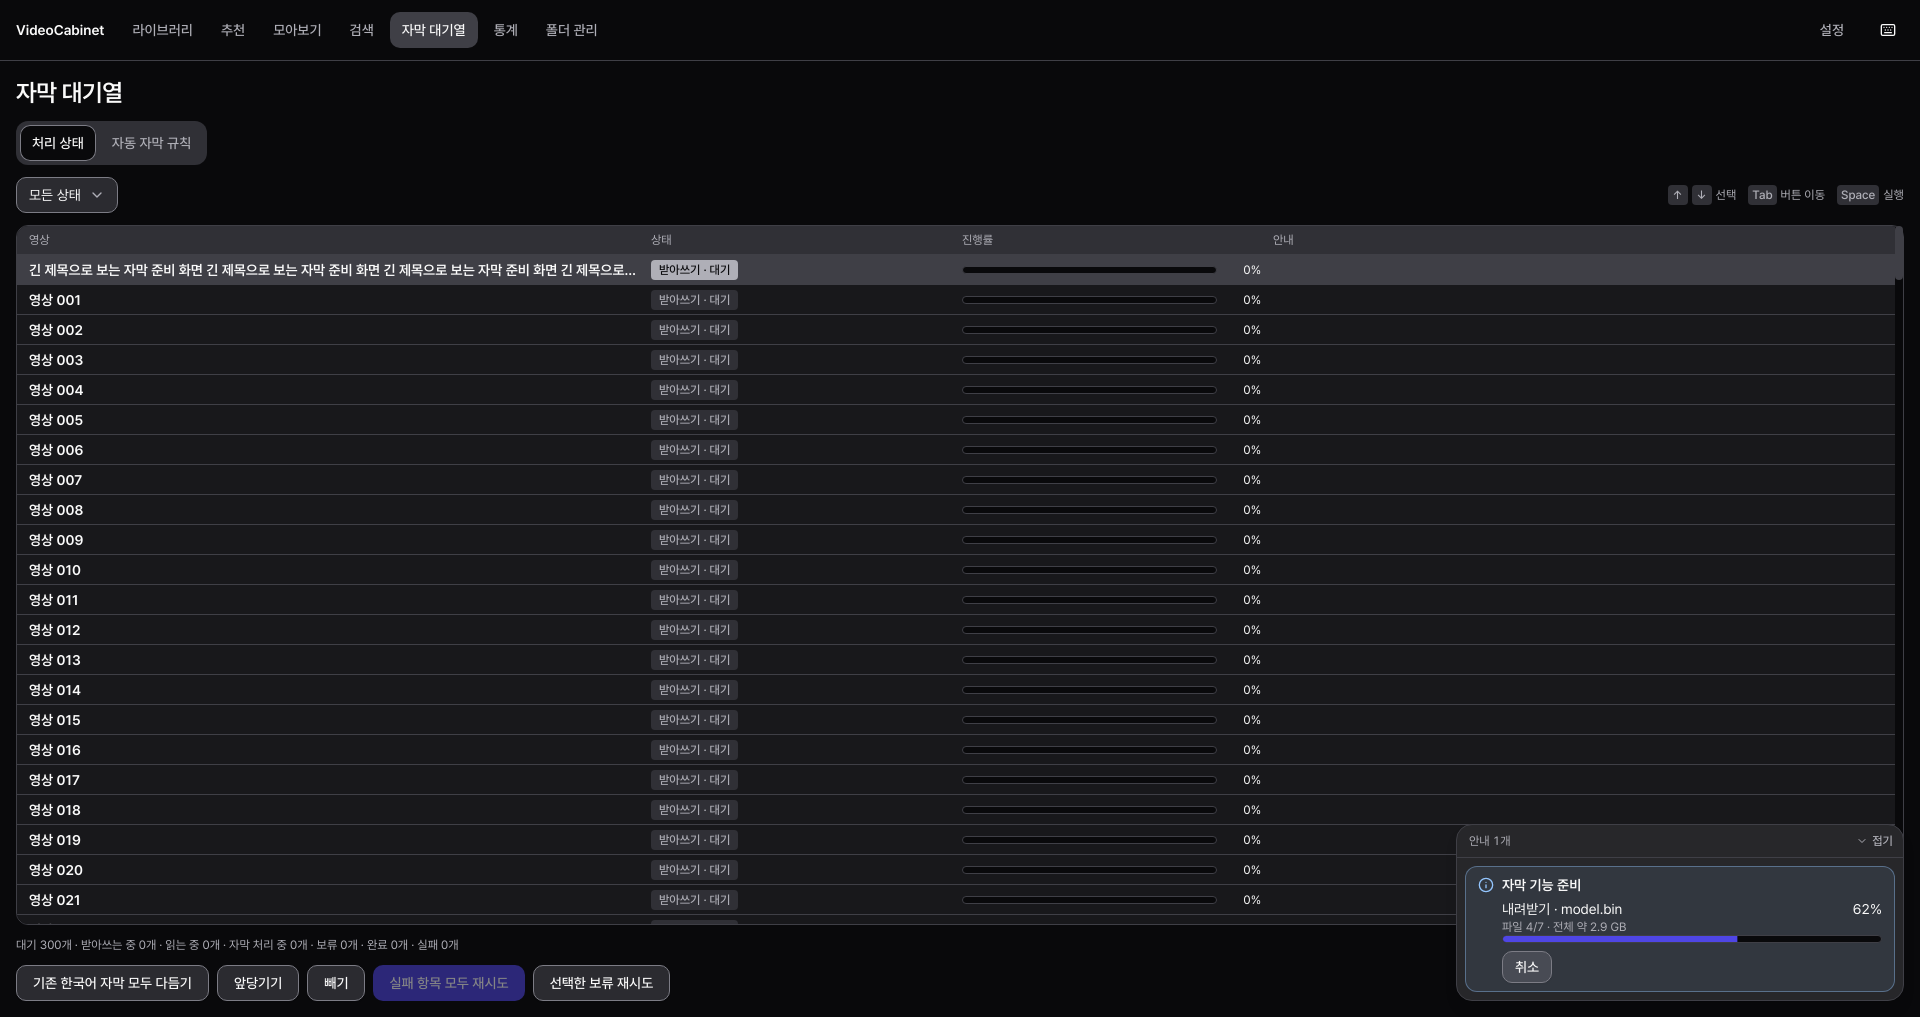 VideoCabinet 라이브러리 추천 모아보기 검색 자막 대기열 통계 폴더 관리 설정
자막 대기열
처리 상태 자동 자막 규칙
모든 상태 ↑ ↓ 선택 Tab 버튼 이동 Space 실행
영상 상태 진행률 안내
긴 제목으로 보는 자막 준비 화면 긴 제목으로 보는 자막 준비 화면 긴 제목으로 보는 자막 준비 화면 긴 제목으로... 받아쓰기 · 대기 0%
영상 001 받아쓰기 · 대기 0%
영상 002 받아쓰기 · 대기 0%
영상 003 받아쓰기 · 대기 0%
영상 004 받아쓰기 · 대기 0%
영상 005 받아쓰기 · 대기 0%
영상 006 받아쓰기 · 대기 0%
영상 007 받아쓰기 · 대기 0%
영상 008 받아쓰기 · 대기 0%
영상 009 받아쓰기 · 대기 0%
영상 010 받아쓰기 · 대기 0%
영상 011 받아쓰기 · 대기 0%
영상 012 받아쓰기 · 대기 0%
영상 013 받아쓰기 · 대기 0%
영상 014 받아쓰기 · 대기 0%
영상 015 받아쓰기 · 대기 0%
영상 016 받아쓰기 · 대기 0%
영상 017 받아쓰기 · 대기 0%
영상 018 받아쓰기 · 대기 0%
영상 019 받아쓰기 · 대기 0%
영상 020 받아쓰기 · 대기 0%
영상 021 받아쓰기 · 대기 0%
대기 300개 · 받아쓰는 중 0개 · 읽는 중 0개 · 자막 처리 중 0개 · 보류 0개 · 완료 0개 · 실패 0개
기존 한국어 자막 모두 다듬기 앞당기기 빼기 실패 항목 모두 재시도 선택한 보류 재시도
안내 1개 접기
자막 기능 준비
내려받기 · model.bin 62%
파일 4/7 · 전체 약 2.9 GB
취소